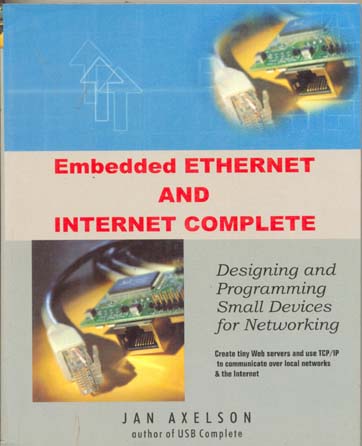 Embedded ETHERNET
AND
INTERNET COMPLETE
Designing and
Programming
Small Devices
for Networking
Create tiny Web servers and use TCP/IP
to communicate over local networks
& the Internet
JAN AXELSON
author of USB Complete